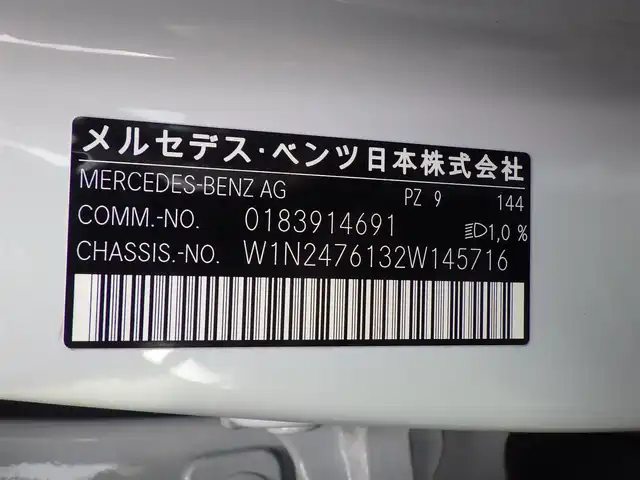 メルセデス・ベンツ日本株式会社
MERCEDES-BENZ AG PZ 9 144
COMM.-NO. 0183914691 1,0 %
CHASSIS.-NO. W1N2476132W145716